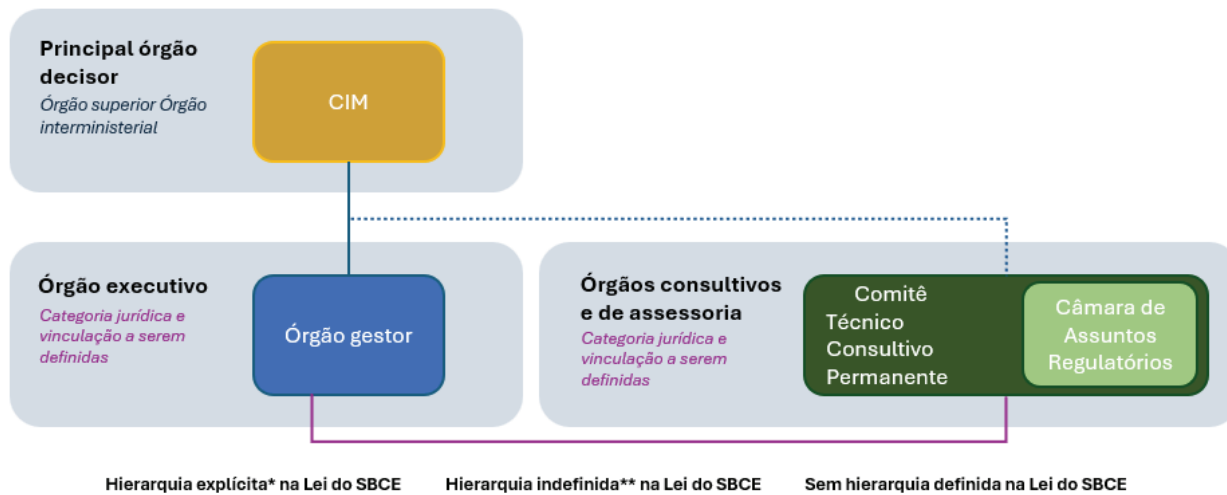 Principal órgão
decisor
Órgão superior Órgão
interministerial
CIM
Órgão executivo
Categoria jurídica e
vinculação a serem
definidas
Órgão gestor
Órgãos consultivos
e de assessoria
Categoria jurídica e
vinculação a serem
definidas
Comitê
Técnico
Consultivo
Permanente
Câmara de
Assuntos
Regulatórios
Hierarquia explícita* na Lei do SBCE
Hierarquia indefinida** na Lei do SBCE
Sem hierarquia definida na Lei do SBCE